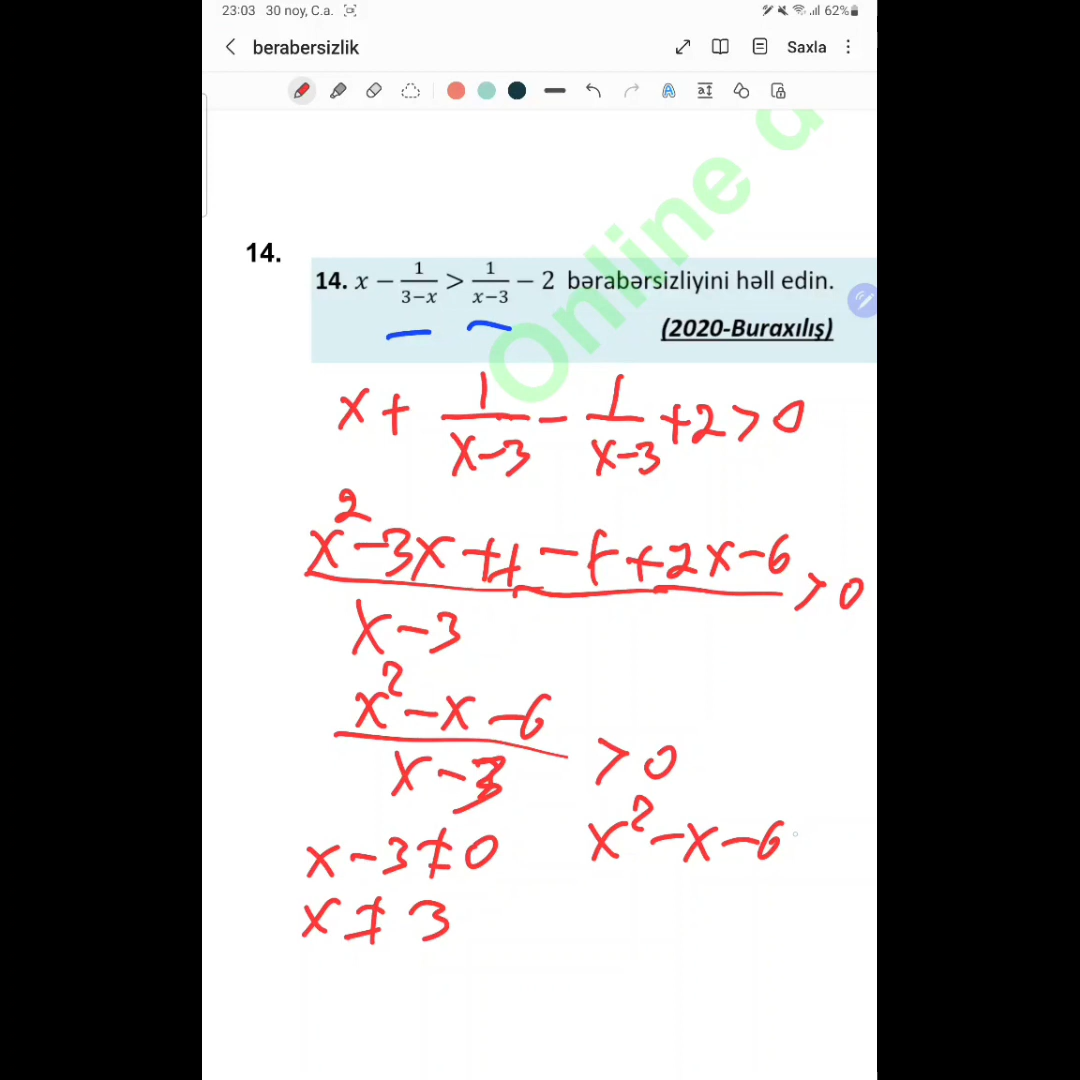 23:03 30 noy, C.a. 62%
berabersizlik Saxla
Online d
14.
14. x − 1/(3−x) > 1/(x−3) − 2 bərabərsizliyini həll edin.
(2020-Buraxılış)
x + 1/(x−3) − 1/(x−3) + 2 > 0
(x² − 3x + 1 − 1 + 2x − 6)/(x − 3) > 0
(x² − x − 6)/(x − 3) > 0
x − 3 ≠ 0 x² − x − 6
x ≠ 3